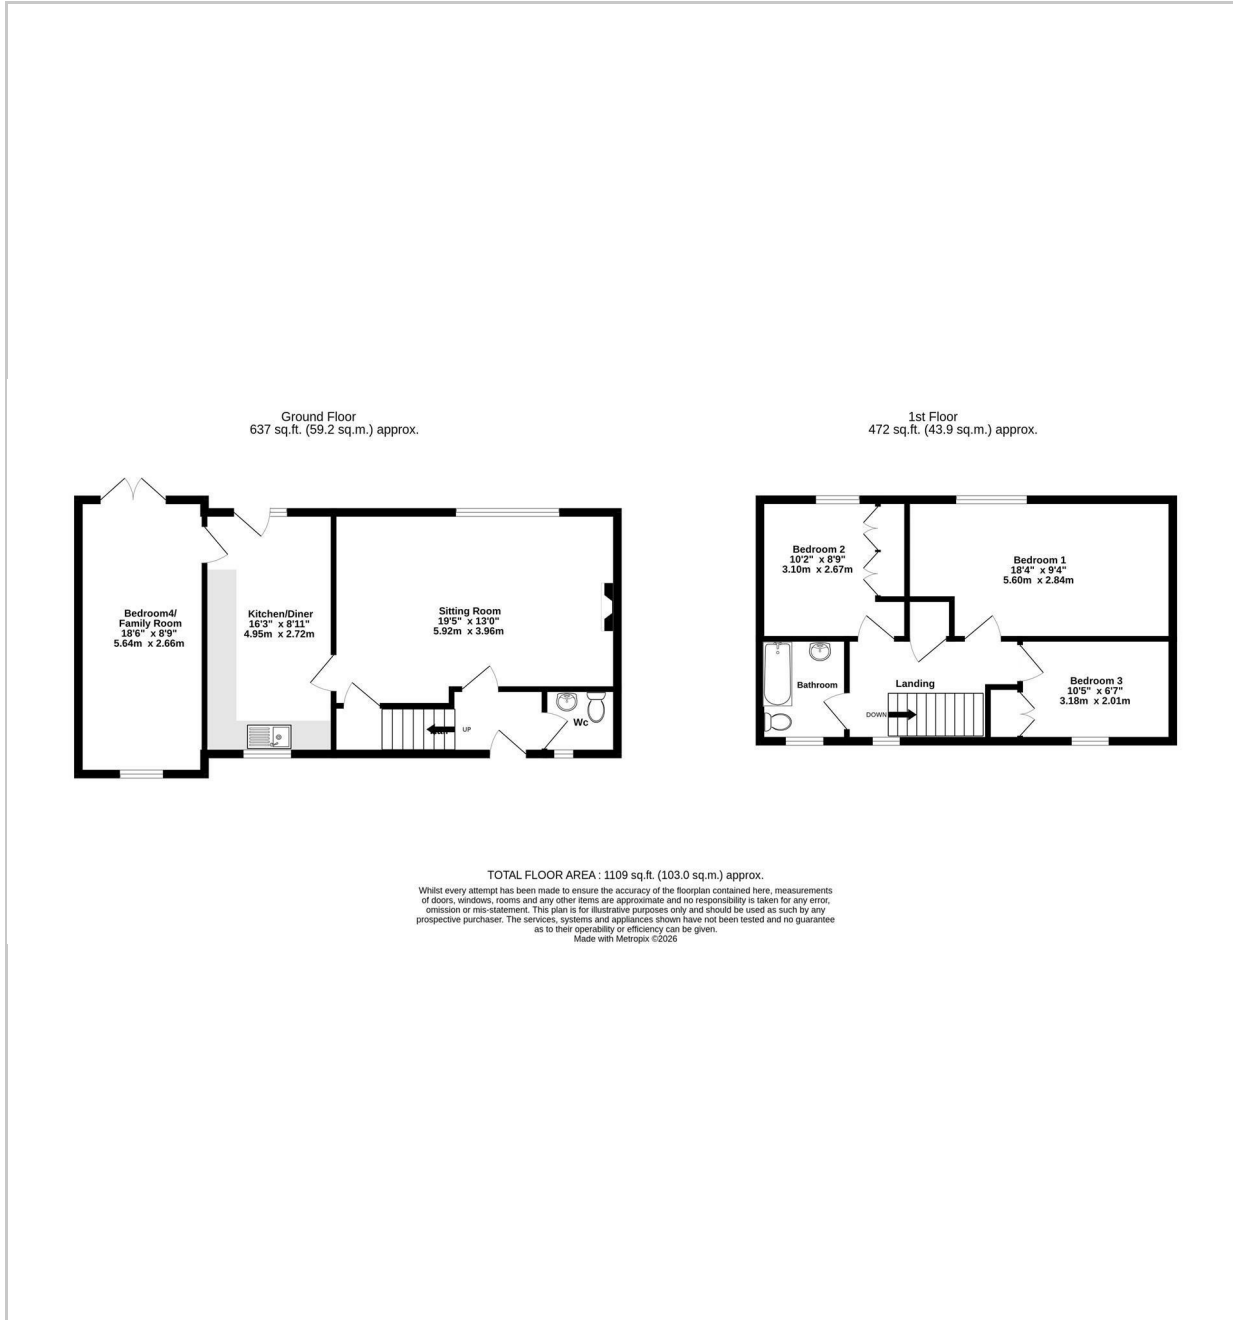 Ground Floor
637 sq.ft. (59.2 sq.m.) approx.
Bedroom4/
Family Room
18'6" x 8'9"
5.64m x 2.66m
Kitchen/Diner
16'3" x 8'11"
4.95m x 2.72m
Sitting Room
19'5" x 13'0"
5.92m x 3.96m
UP
Wc
1st Floor
472 sq.ft. (43.9 sq.m.) approx.
Bedroom 2
10'2" x 8'9"
3.10m x 2.67m
Bedroom 1
18'4" x 9'4"
5.60m x 2.84m
Bathroom
Landing
DOWN
Bedroom 3
10'5" x 6'7"
3.18m x 2.01m
TOTAL FLOOR AREA : 1109 sq.ft. (103.0 sq.m.) approx.
Whilst every attempt has been made to ensure the accuracy of the floorplan contained here, measurements
of doors, windows, rooms and any other items are approximate and no responsibility is taken for any error,
omission or mis-statement. This plan is for illustrative purposes only and should be used as such by any
prospective purchaser. The services, systems and appliances shown have not been tested and no guarantee
as to their operability or efficiency can be given.
Made with Metropix ©2026